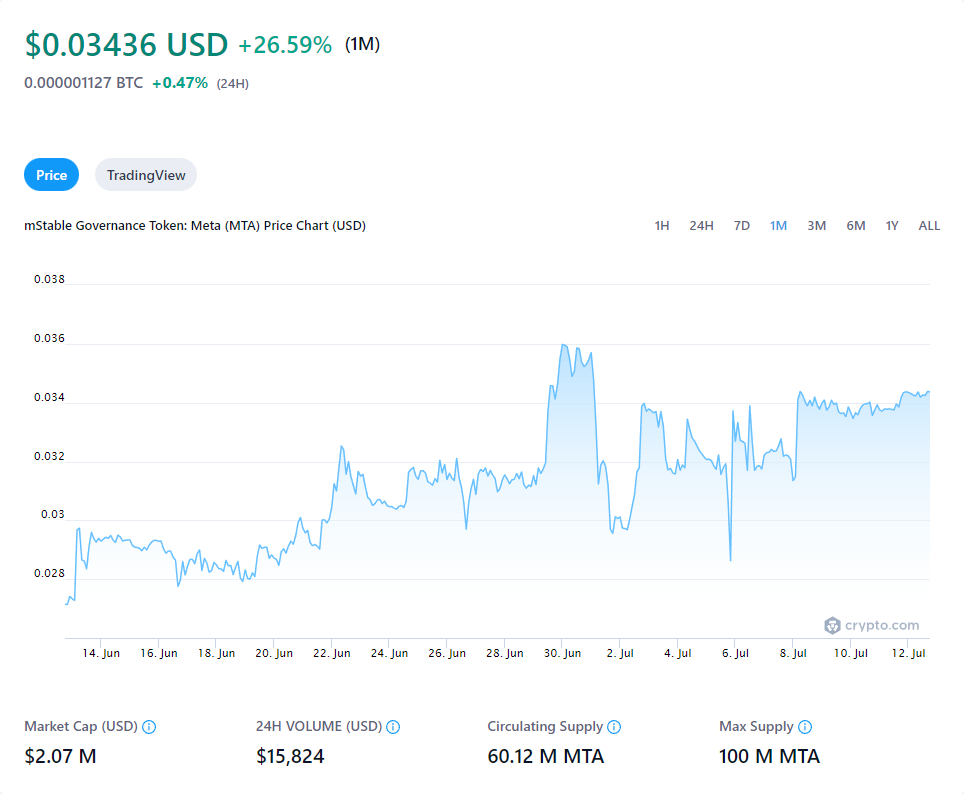 $0.03436 USD +26.59% (1M)
0.000001127 BTC +0.47% (24H)
Price TradingView
mStable Governance Token: Meta (MTA) Price Chart (USD) 1H 24H 7D 1M 3M 6M 1Y ALL
0.038
0.036
0.034
0.032
0.03
0.028
crypto.com
14. Jun 16. Jun 18. Jun 20. Jun 22. Jun 24. Jun 26. Jun 28. Jun 30. Jun 2. Jul 4. Jul 6. Jul 8. Jul 10. Jul 12. Jul
Market Cap (USD) 24H VOLUME (USD) Circulating Supply Max Supply
$2.07 M $15,824 60.12 M MTA 100 M MTA